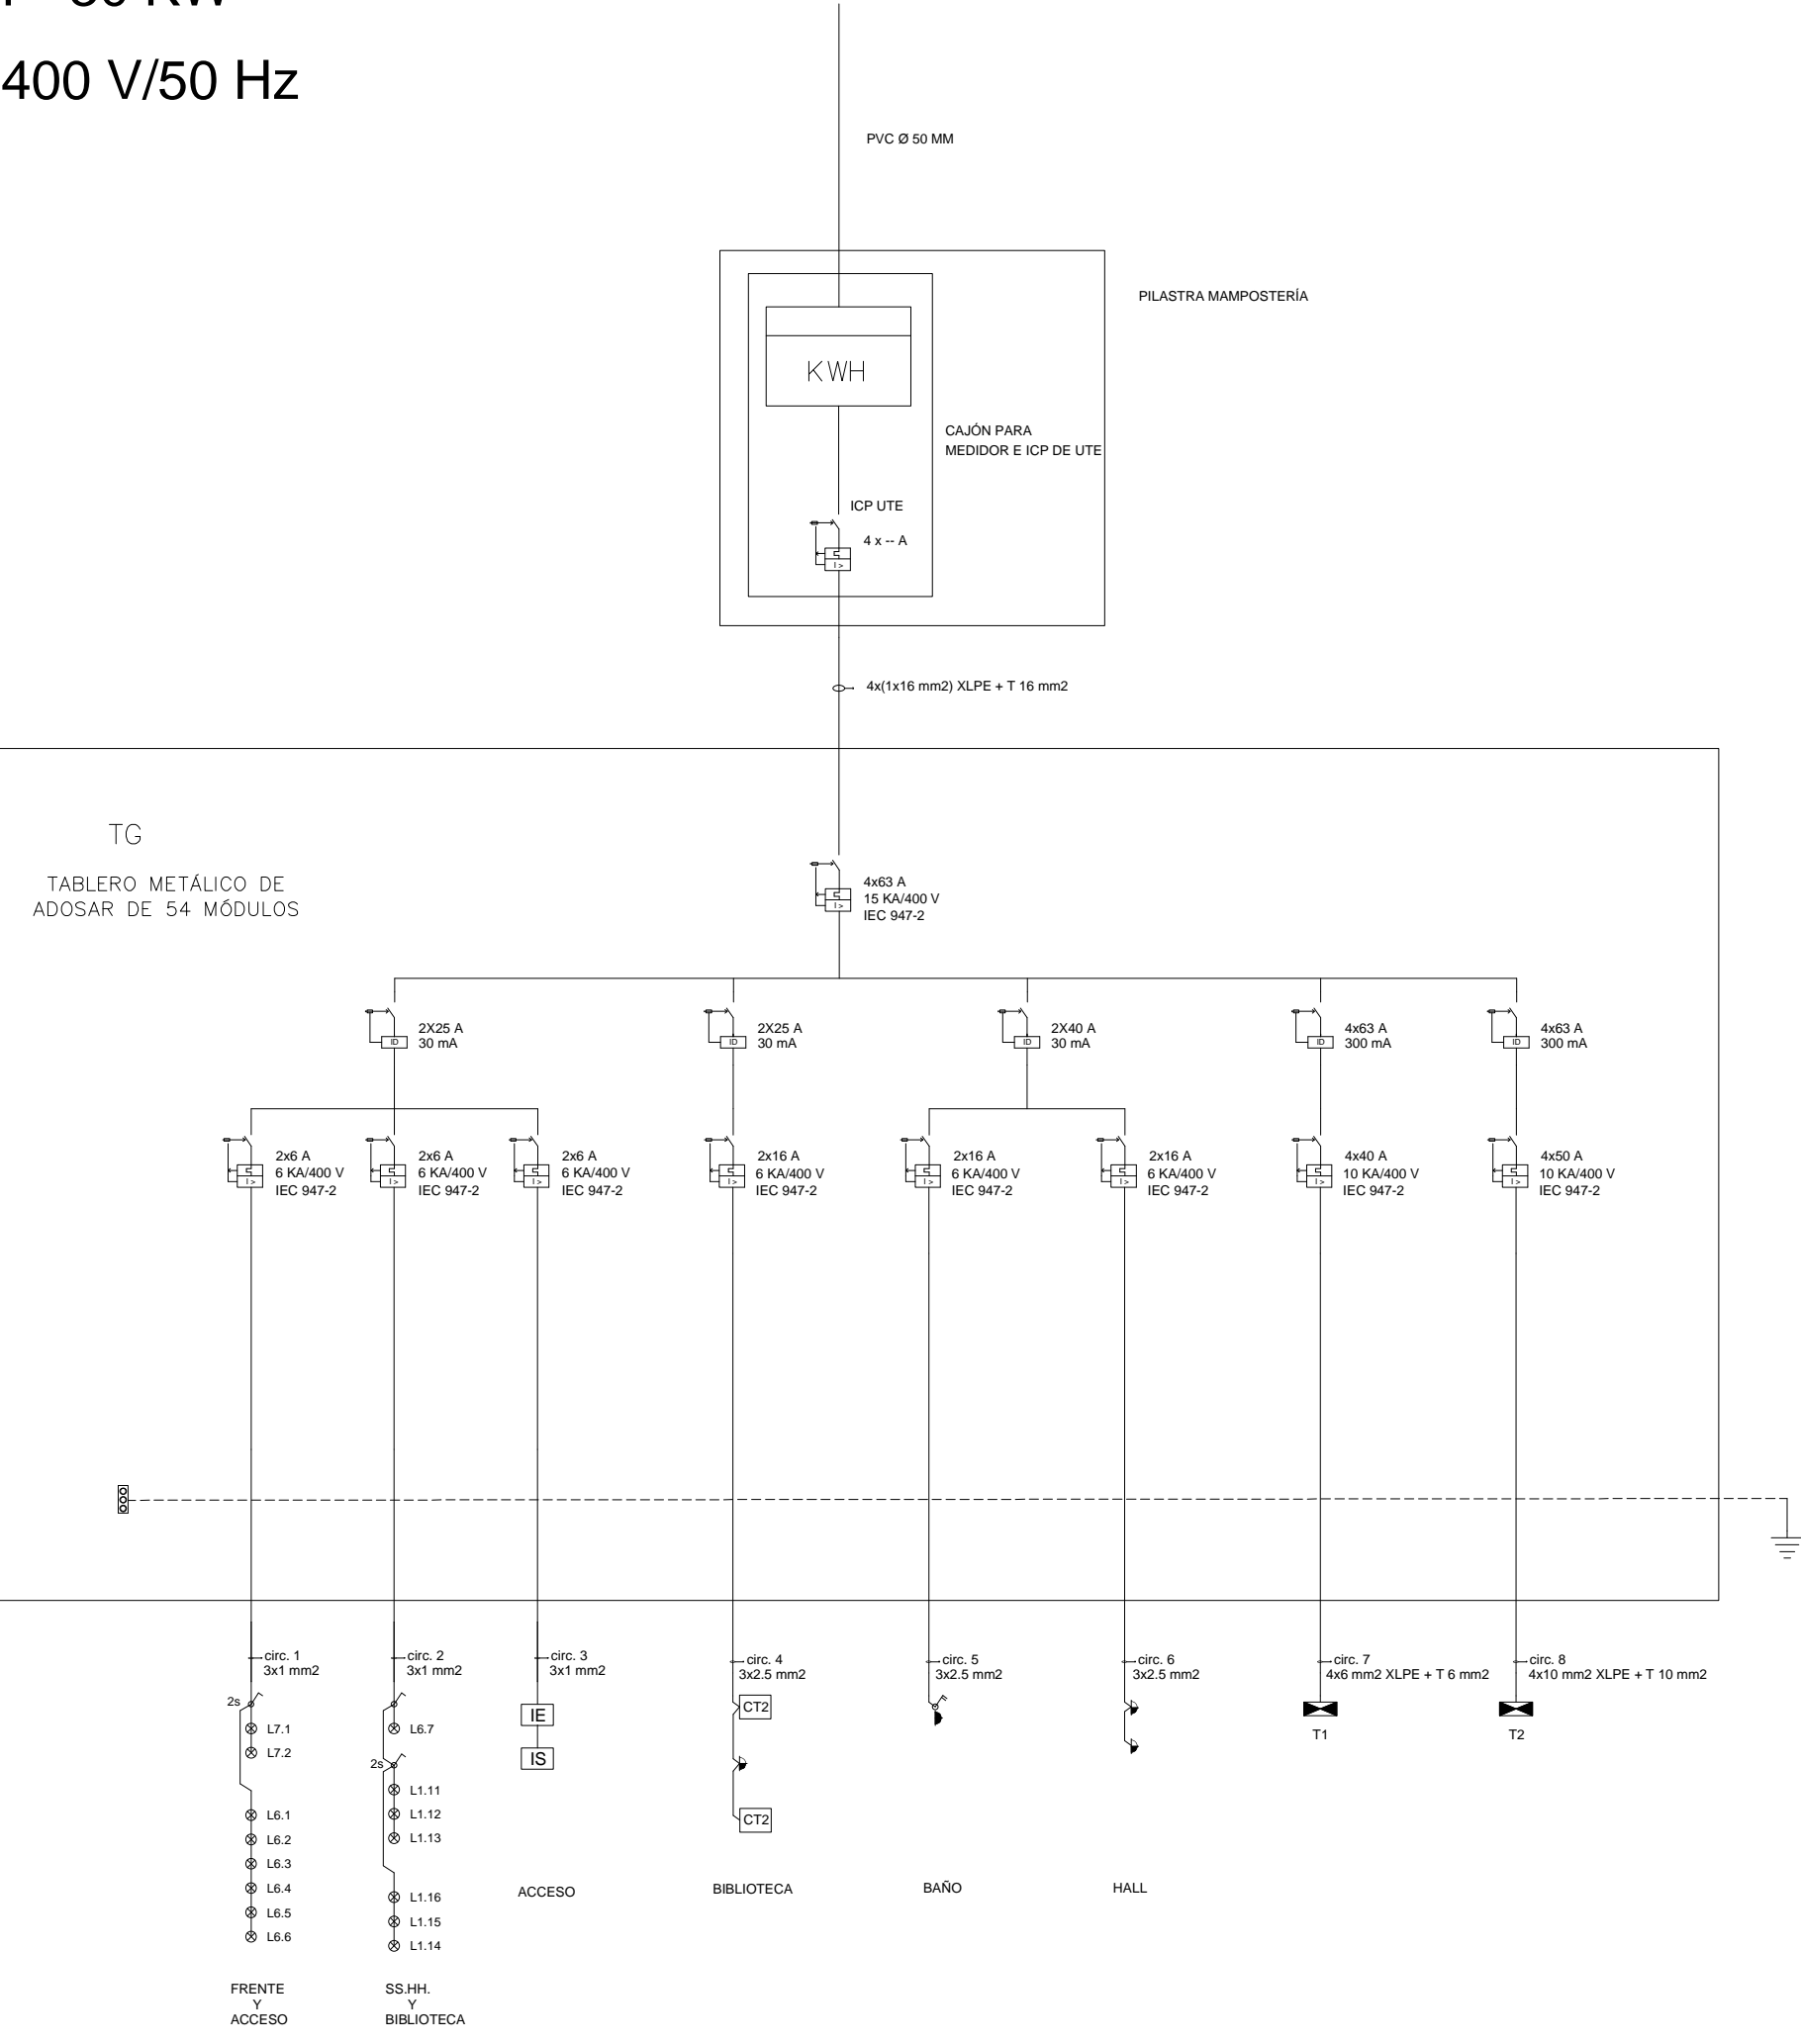 400 V/50 Hz
PVC Ø 50 MM
PILASTRA MAMPOSTERÍA
KWH
CAJÓN PARA
MEDIDOR E ICP DE UTE
ICP UTE
4 x -- A
I >
4x(1x16 mm2) XLPE + T 16 mm2
TG
TABLERO METÁLICO DE
ADOSAR DE 54 MÓDULOS
4x63 A
15 KA/400 V
IEC 947-2
I >
ID
2X25 A
30 mA
ID
2X25 A
30 mA
ID
2X40 A
30 mA
ID
4x63 A
300 mA
ID
4x63 A
300 mA
2x6 A
6 KA/400 V
IEC 947-2
I >
2x6 A
6 KA/400 V
IEC 947-2
I >
2x6 A
6 KA/400 V
IEC 947-2
I >
2x16 A
6 KA/400 V
IEC 947-2
I >
2x16 A
6 KA/400 V
IEC 947-2
I >
2x16 A
6 KA/400 V
IEC 947-2
I >
4x40 A
10 KA/400 V
IEC 947-2
I >
4x50 A
10 KA/400 V
IEC 947-2
I >
circ. 1
3x1 mm2
2s
L7.1
L7.2
L6.1
L6.2
L6.3
L6.4
L6.5
L6.6
FRENTE
Y
ACCESO
circ. 2
3x1 mm2
L6.7
2s
L1.11
L1.12
L1.13
L1.16
L1.15
L1.14
SS.HH.
Y
BIBLIOTECA
circ. 3
3x1 mm2
IE
IS
ACCESO
circ. 4
3x2.5 mm2
CT2
CT2
BIBLIOTECA
circ. 5
3x2.5 mm2
BAÑO
circ. 6
3x2.5 mm2
HALL
circ. 7
4x6 mm2 XLPE + T 6 mm2
T1
circ. 8
4x10 mm2 XLPE + T 10 mm2
T2